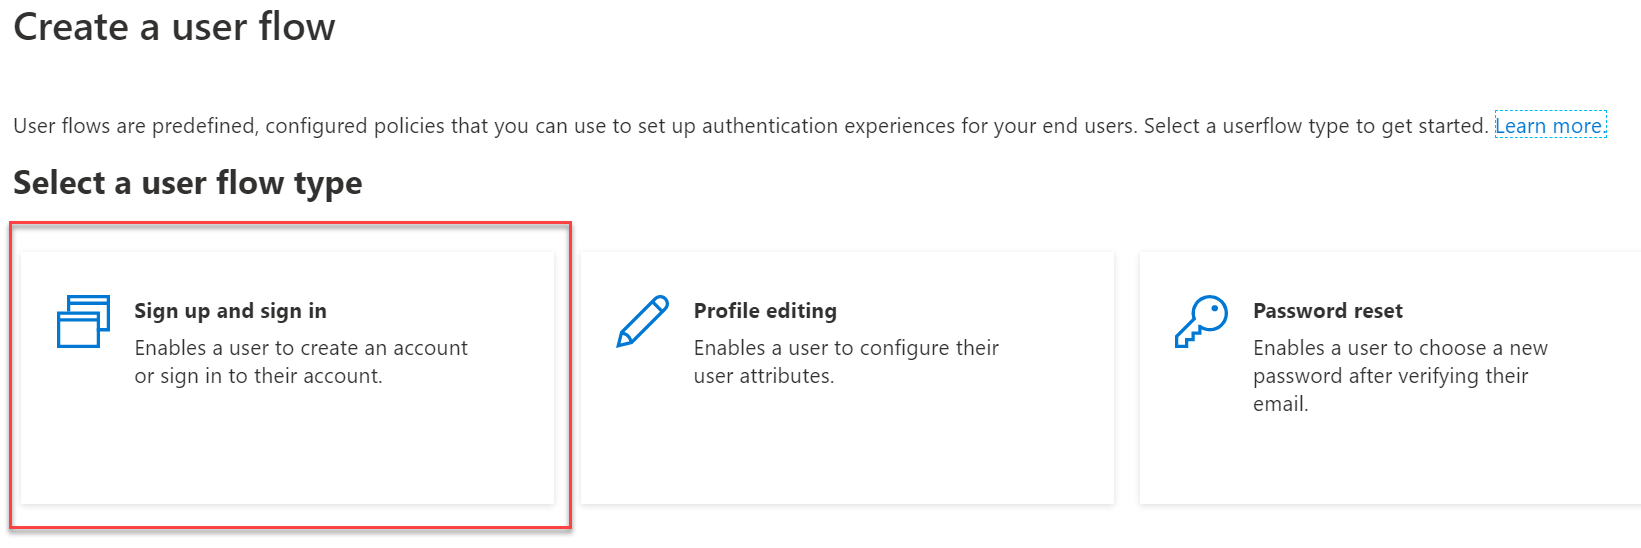 Create a user flow
User flows are predefined, configured policies that you can use to set up authentication experiences for your end users. Select a userflow type to get started. Learn more.
Select a user flow type
Sign up and sign in
Enables a user to create an account
or sign in to their account.
Profile editing
Enables a user to configure their
user attributes.
Password reset
Enables a user to choose a new
password after verifying their
email.